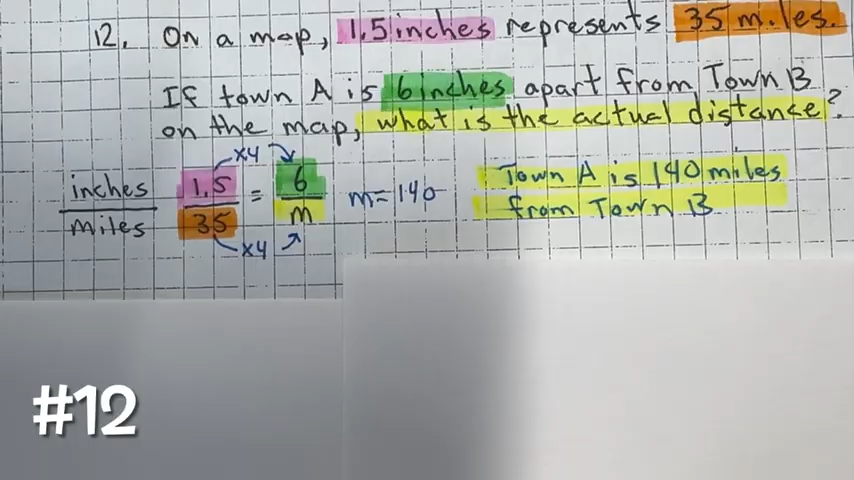 12. On a map, 1.5 inches represents 35 miles.
If town A is 6 inches apart from Town B
on the map, what is the actual distance?
x4
inches 1.5 = 6 m=140 Town A is 140 miles
miles 35 m from Town B
x4
#12